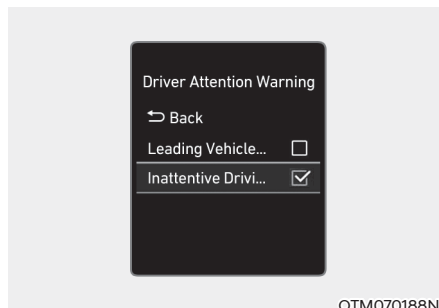 Driver Attention Warning
⮌ Back
Leading Vehicle...
Inattentive Drivi...
OTM070188N